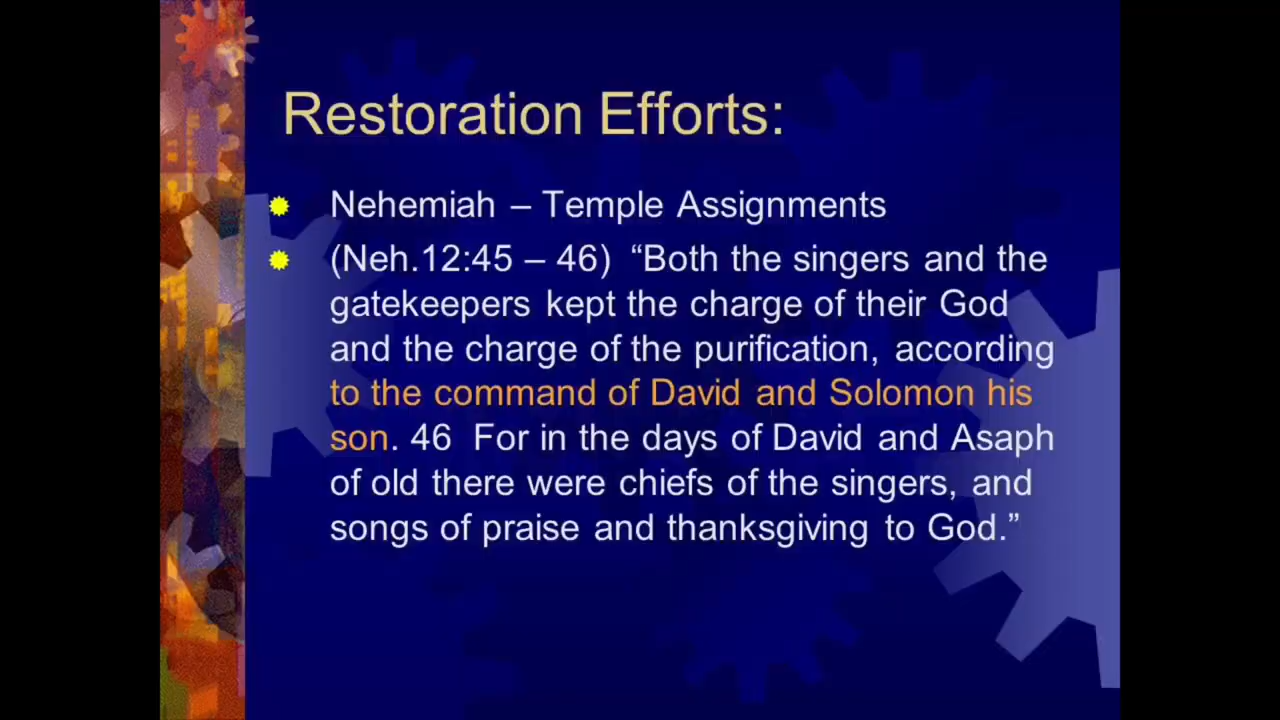 Restoration Efforts:
Nehemiah – Temple Assignments
(Neh.12:45 – 46) “Both the singers and the
gatekeepers kept the charge of their God
and the charge of the purification, according
to the command of David and Solomon his
son. 46 For in the days of David and Asaph
of old there were chiefs of the singers, and
songs of praise and thanksgiving to God.”